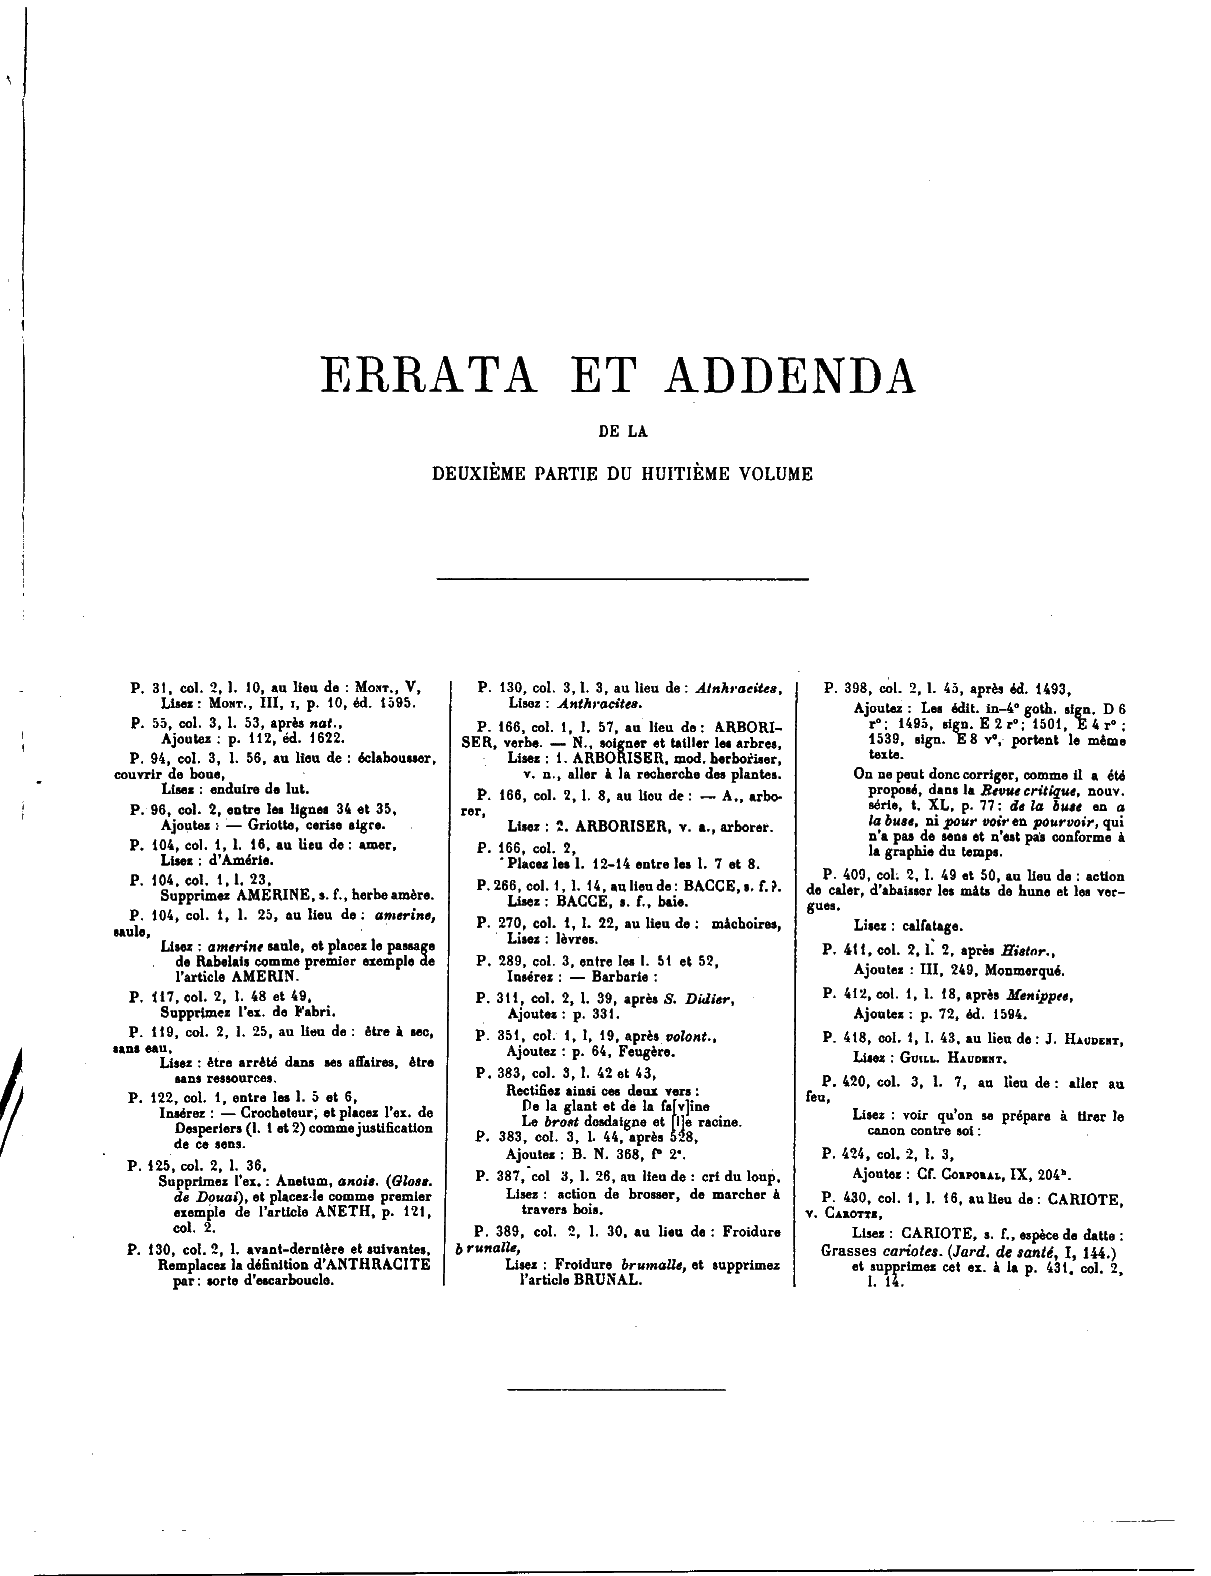 ERRATA ET ADDENDA
DE LA
DEUXIÈME PARTIE DU HUITIÈME VOLUME
P. 31, col. 2, l. 10, au lieu de : MONT., V,
Lisez : MONT., III, I, p. 10, éd. 1595.
P. 55, col. 3, l. 53, après nat.,
Ajoutez : p. 112, éd. 1622.
P. 94, col. 3, l. 56, au lieu de : éclabousser,
couvrir de boue,
Lisez : enduire de lut.
P. 96, col. 2, entre les lignes 34 et 35,
Ajoutez : — Griotte, cerise aigre.
P. 104, col. 1, l. 16, au lieu de : amer,
Lisez : d'Amérie.
P. 104, col. 1, l. 23,
Supprimez AMERINE, s. f., herbe amère.
P. 104, col. 1, l. 25, au lieu de : amerine,
saule,
Lisez : amerine saule, et placez le passage
de Rabelais comme premier exemple de
l'article AMERIN.
P. 117, col. 2, l. 48 et 49,
Supprimez l'ex. de Fabri.
P. 119, col. 2, l. 25, au lieu de : être à sec,
sans eau,
Lisez : être arrêté dans ses affaires, être
sans ressources.
P. 122, col. 1, entre les l. 5 et 6,
Insérez : — Crocheteur, et placez l'ex. de
Desperiers (l. 1 et 2) comme justification
de ce sens.
P. 125, col. 2, l. 36,
Supprimez l'ex. : Anetum, anois. (Gloss.
de Douai), et placez-le comme premier
exemple de l'article ANETH, p. 121,
col. 2.
P. 130, col. 2, l. avant-dernière et suivantes,
Remplacez la définition d'ANTHRACITE
par : sorte d'escarboucle.
P. 130, col. 3, l. 3, au lieu de : Atnhracites,
Lisez : Anthracites.
P. 166, col. 1, l. 57, au lieu de : ARBORI-
SER, verbe. — N., soigner et tailler les arbres,
Lisez : 1. ARBORISER, mod. herboriser,
v. n., aller à la recherche des plantes.
P. 166, col. 2, l. 8, au lieu de : — A., arbo-
rer,
Lisez : 2. ARBORISER, v. a., arborer.
P. 166, col. 2,
Placez les l. 12-14 entre les l. 7 et 8.
P. 266, col. 1, l. 14, au lieu de : BACCE, s. f. ?.
Lisez : BACCE, s. f., baie.
P. 270, col. 1, l. 22, au lieu de : mâchoires,
Lisez : lèvres.
P. 289, col. 3, entre les l. 51 et 52,
Insérez : — Barbarie :
P. 311, col. 2, l. 39, après S. Didier,
Ajoutez : p. 331.
P. 351, col. 1, l, 19, après volont.,
Ajoutez : p. 64, Feugère.
P. 383, col. 3, l. 42 et 43,
Rectifiez ainsi ces deux vers :
De la glant et de la fa[v]ine
Le brost desdaigne et [l]e racine.
P. 383, col. 3, l. 44, après 528,
Ajoutez : B. N. 368, fº 2ª.
P. 387, col 3, l. 26, au lieu de : cri du loup,
Lisez : action de brosser, de marcher à
travers bois.
P. 389, col. 2, l. 30, au lieu de : Froidure
brunalle,
Lisez : Froidure brumalle, et supprimez
l'article BRUNAL.
P. 398, col. 2, l. 45, après éd. 1493,
Ajoutez : Les édit. in-4º goth. sign. D 6
rº ; 1495, sign. E 2 rº ; 1501, E 4 rº ;
1539, sign. E 8 vº, portent le même
texte.
On ne peut donc corriger, comme il a été
proposé, dans la Revue critique, nouv.
série, t. XL, p. 77 : de la buse en a
la buse, ni pour voir en pourvoir, qui
n'a pas de sens et n'est pas conforme à
la graphie du temps.
P. 409, col. 2, l. 49 et 50, au lieu de : action
de caler, d'abaisser les mâts de hune et les ver-
gues.
Lisez : calfatage.
P. 411, col. 2, l. 2, après Histor.,
Ajoutez : III, 249, Monmerqué.
P. 412, col. 1, l. 18, après Menippee,
Ajoutez : p. 72, éd. 1594.
P. 418, col. 1, l. 43, au lieu de : J. HAUDENT,
Lisez : GUILL. HAUDENT.
P. 420, col. 3, l. 7, au lieu de : aller au
feu,
Lisez : voir qu'on se prépare à tirer le
canon contre soi :
P. 424, col. 2, l. 3,
Ajoutez : Cf. CORPORAL, IX, 204ᵇ.
P. 430, col. 1, l. 16, au lieu de : CARIOTE,
v. CAROTTE,
Lisez : CARIOTE, s. f., espèce de datte :
Grasses cariotes. (Jard. de santé, I, 144.)
et supprimez cet ex. à la p. 431, col. 2,
l. 14.